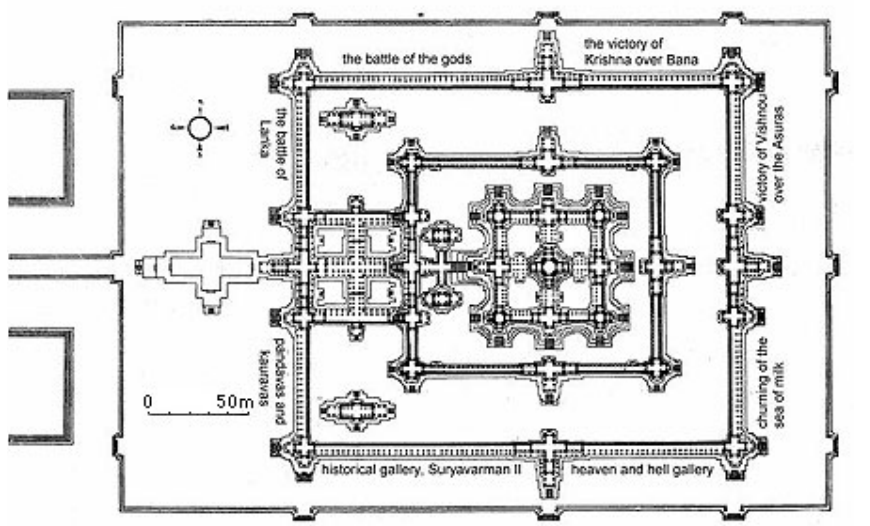 the battle of the gods
the victory of
Krishna over Bana
the battle of
Lanka
victory of Vishnou
over the Asuras
pandavas and
kauravas
churning of the
sea of milk
0 50m
historical gallery, Suryavarman II
heaven and hell gallery